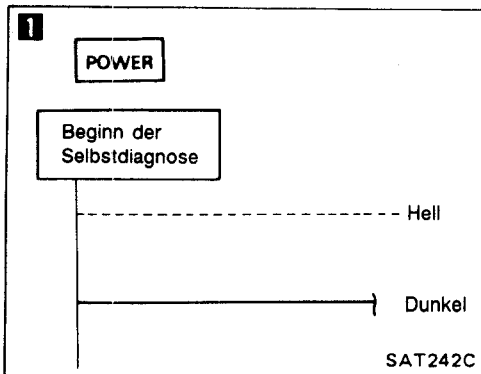 1
POWER
Beginn der
Selbstdiagnose
Hell
Dunkel
SAT242C